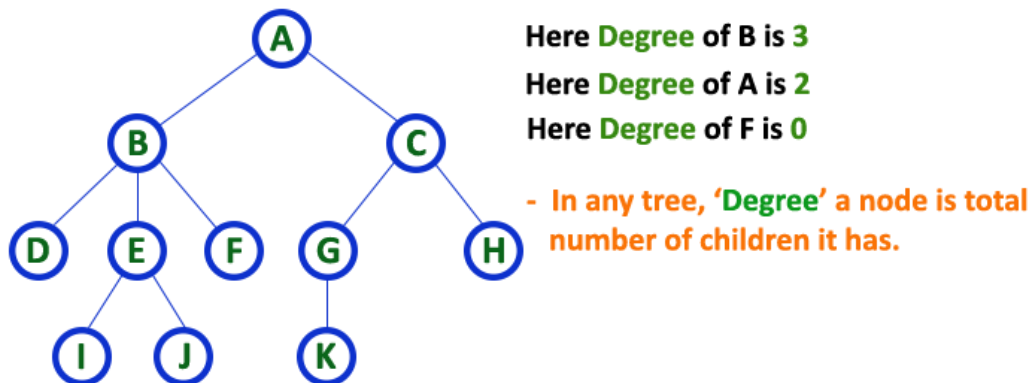 A
Here Degree of B is 3
Here Degree of A is 2
Here Degree of F is 0
B C
- In any tree, ‘Degree’ a node is total
number of children it has.
D E F G H
I J K